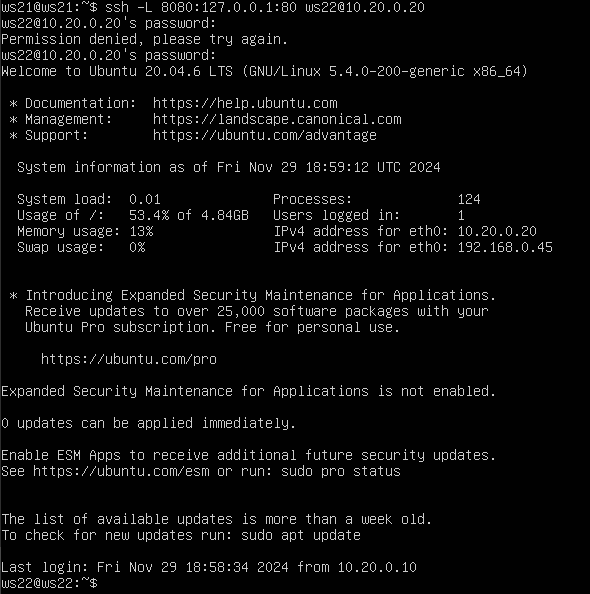 ws21@ws21:~$ ssh -L 8080:127.0.0.1:80 ws22@10.20.0.20
ws22@10.20.0.20's password:
Permission denied, please try again.
ws22@10.20.0.20's password:
Welcome to Ubuntu 20.04.6 LTS (GNU/Linux 5.4.0-200-generic x86_64)

 * Documentation:  https://help.ubuntu.com
 * Management:     https://landscape.canonical.com
 * Support:        https://ubuntu.com/advantage

  System information as of Fri Nov 29 18:59:12 UTC 2024

  System load:  0.01               Processes:             124
  Usage of /:   53.4% of 4.84GB   Users logged in:       1
  Memory usage: 13%                IPv4 address for eth0: 10.20.0.20
  Swap usage:   0%                 IPv4 address for eth0: 192.168.0.45

 * Introducing Expanded Security Maintenance for Applications.
   Receive updates to over 25,000 software packages with your
   Ubuntu Pro subscription. Free for personal use.

     https://ubuntu.com/pro

Expanded Security Maintenance for Applications is not enabled.

0 updates can be applied immediately.

Enable ESM Apps to receive additional future security updates.
See https://ubuntu.com/esm or run: sudo pro status

The list of available updates is more than a week old.
To check for new updates run: sudo apt update

Last login: Fri Nov 29 18:58:34 2024 from 10.20.0.10
ws22@ws22:~$